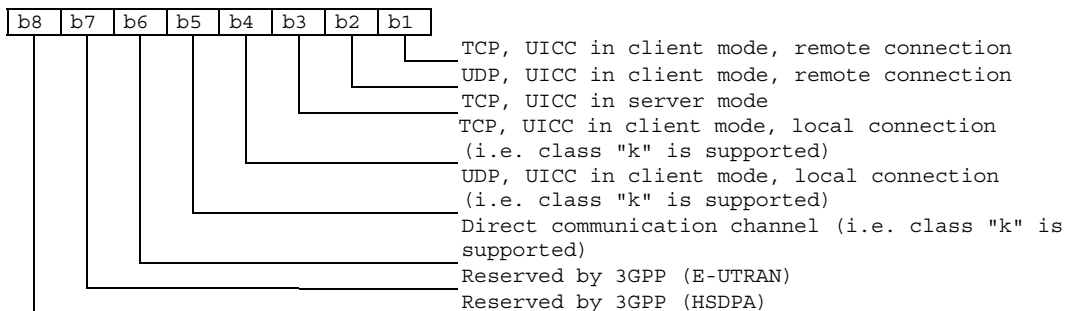 b8 b7 b6 b5 b4 b3 b2 b1
TCP, UICC in client mode, remote connection
UDP, UICC in client mode, remote connection
TCP, UICC in server mode
TCP, UICC in client mode, local connection
(i.e. class "k" is supported)
UDP, UICC in client mode, local connection
(i.e. class "k" is supported)
Direct communication channel (i.e. class "k" is
supported)
Reserved by 3GPP (E-UTRAN)
Reserved by 3GPP (HSDPA)